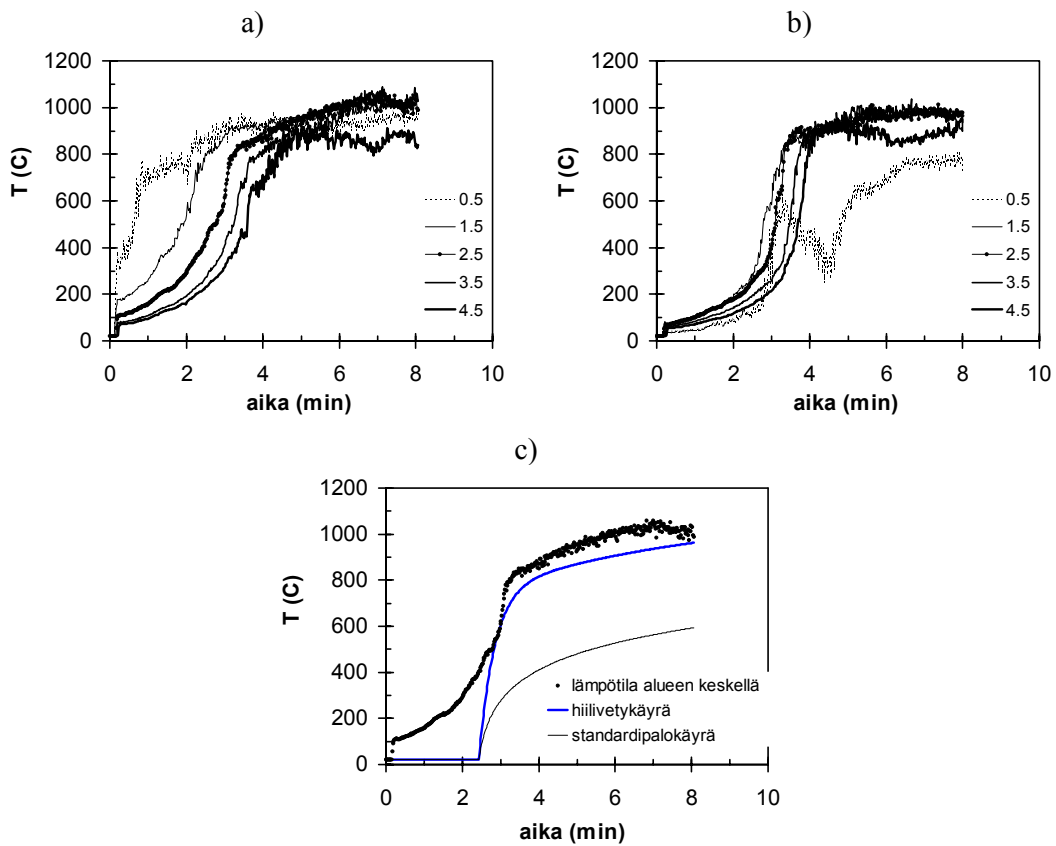 a)
1200
1000
800
600
400
200
0
T (C)
0 2 4 6 8 10
aika (min)
0.5
1.5
2.5
3.5
4.5
b)
1200
1000
800
600
400
200
0
T (C)
0 2 4 6 8 10
aika (min)
0.5
1.5
2.5
3.5
4.5
c)
1200
1000
800
600
400
200
0
T (C)
0 2 4 6 8 10
aika (min)
lämpötila alueen keskellä
hiilivetykäyrä
standardipalokäyrä